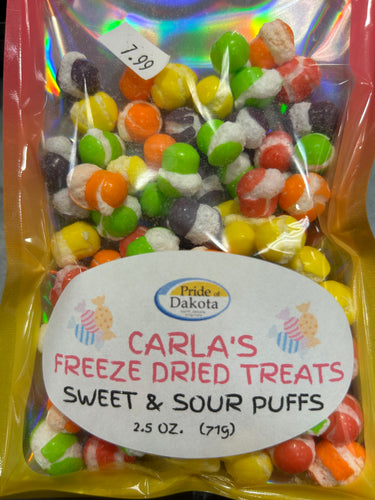 7.99
Pride of
Dakota
CARLA'S
FREEZE DRIED TREATS
SWEET & SOUR PUFFS
2.5 OZ. (71g)